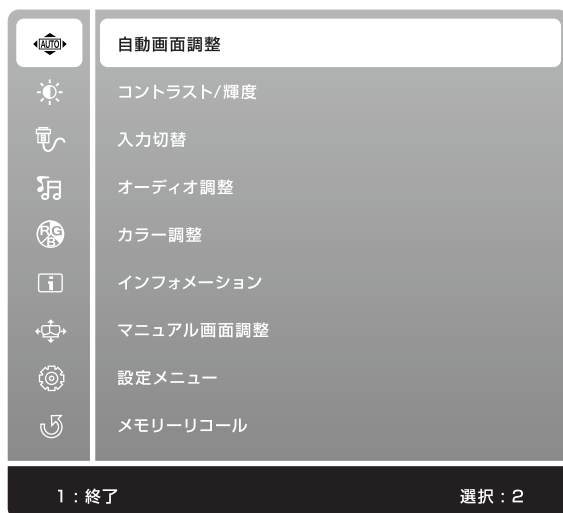 AUTO
自動画面調整
コントラスト/輝度
入力切替
オーディオ調整
RGB
カラー調整
i
インフォメーション
マニュアル画面調整
設定メニュー
メモリーリコール
1：終了
選択：2